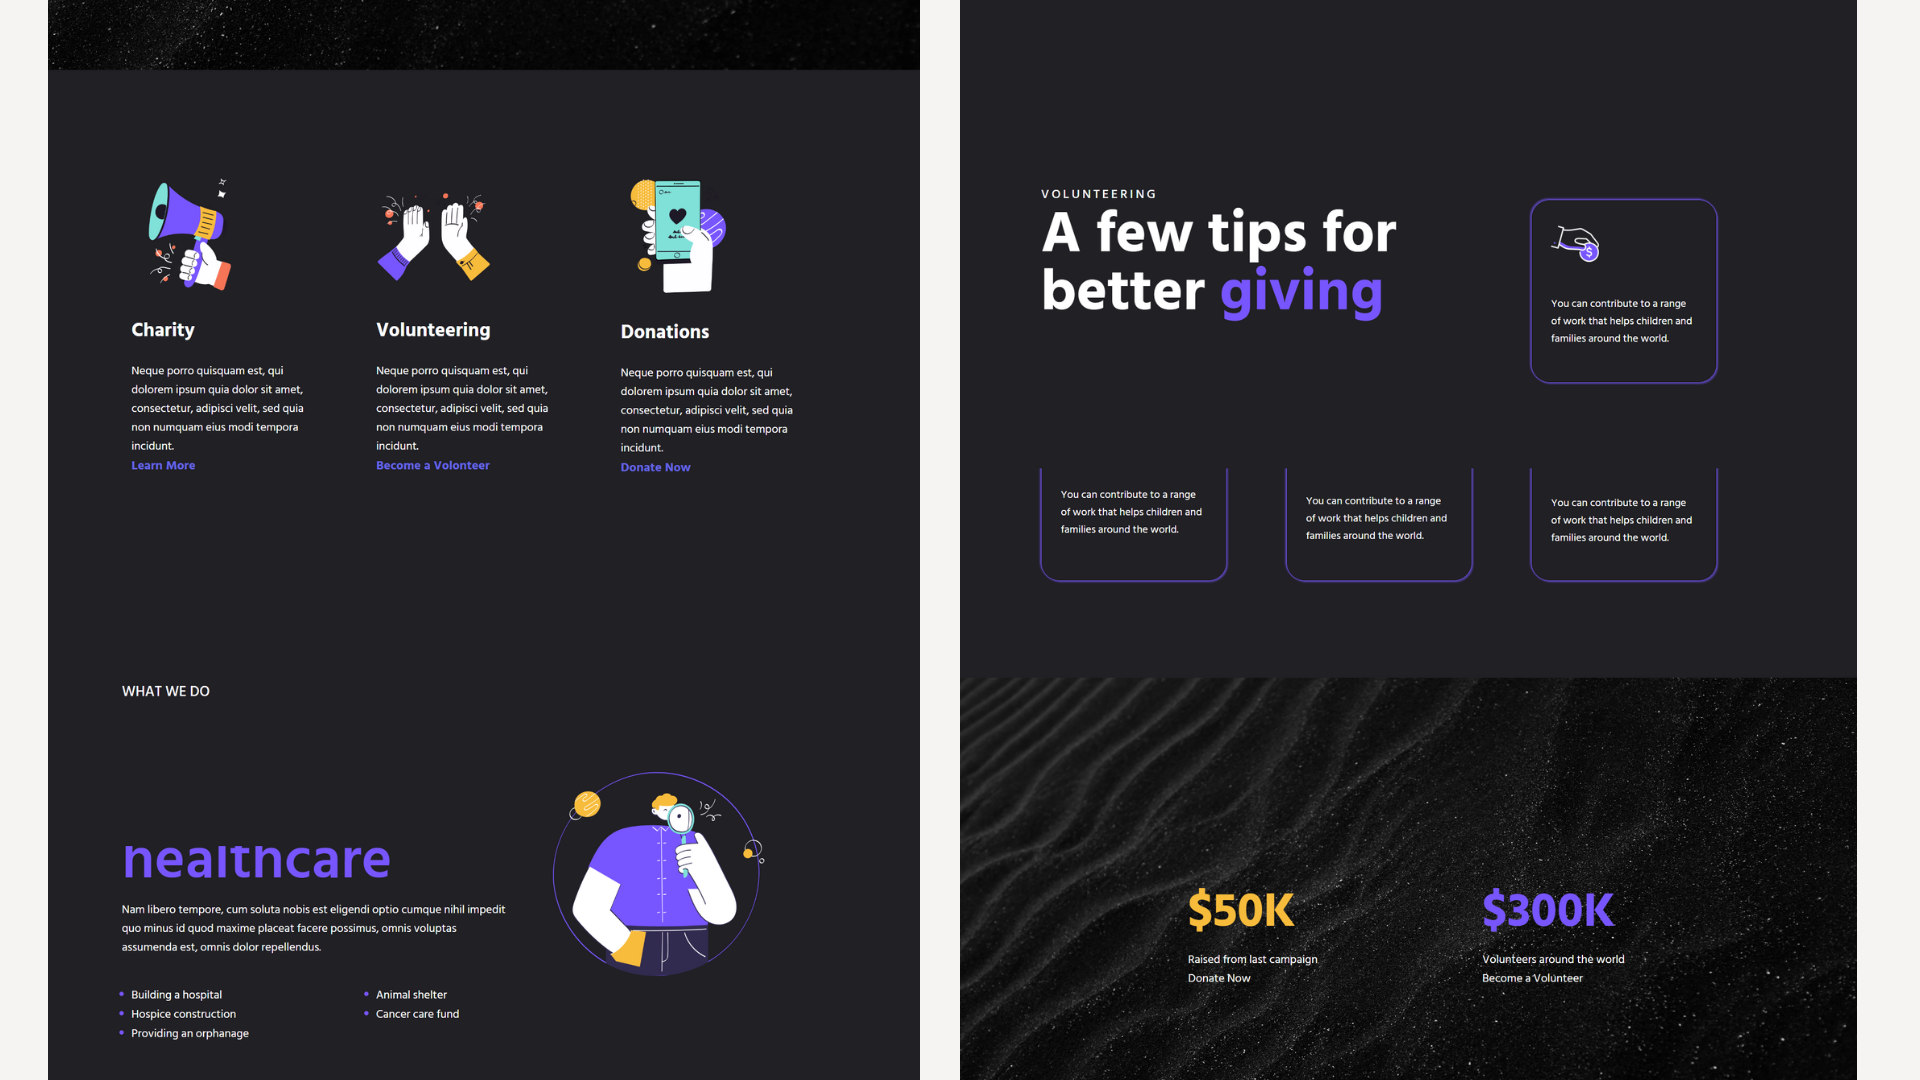 Charity
Neque porro quisquam est, qui
dolorem ipsum quia dolor sit amet,
consectetur, adipisci velit, sed quia
non numquam eius modi tempora
incidunt.
Learn More
Volunteering
Neque porro quisquam est, qui
dolorem ipsum quia dolor sit amet,
consectetur, adipisci velit, sed quia
non numquam eius modi tempora
incidunt.
Become a Volonteer
Donations
Neque porro quisquam est, qui
dolorem ipsum quia dolor sit amet,
consectetur, adipisci velit, sed quia
non numquam eius modi tempora
incidunt.
Donate Now
WHAT WE DO
healthcare
Nam libero tempore, cum soluta nobis est eligendi optio cumque nihil impedit
quo minus id quod maxime placeat facere possimus, omnis voluptas
assumenda est, omnis dolor repellendus.
Building a hospital
Hospice construction
Providing an orphanage
Animal shelter
Cancer care fund
VOLUNTEERING
A few tips for
better giving
$
You can contribute to a range
of work that helps children and
families around the world.
You can contribute to a range
of work that helps children and
families around the world.
You can contribute to a range
of work that helps children and
families around the world.
You can contribute to a range
of work that helps children and
families around the world.
$50K
Raised from last campaign
Donate Now
$300K
Volunteers around the world
Become a Volunteer